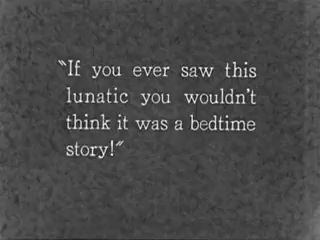 "If you ever saw this
lunatic you wouldn't
think it was a bedtime
story!"